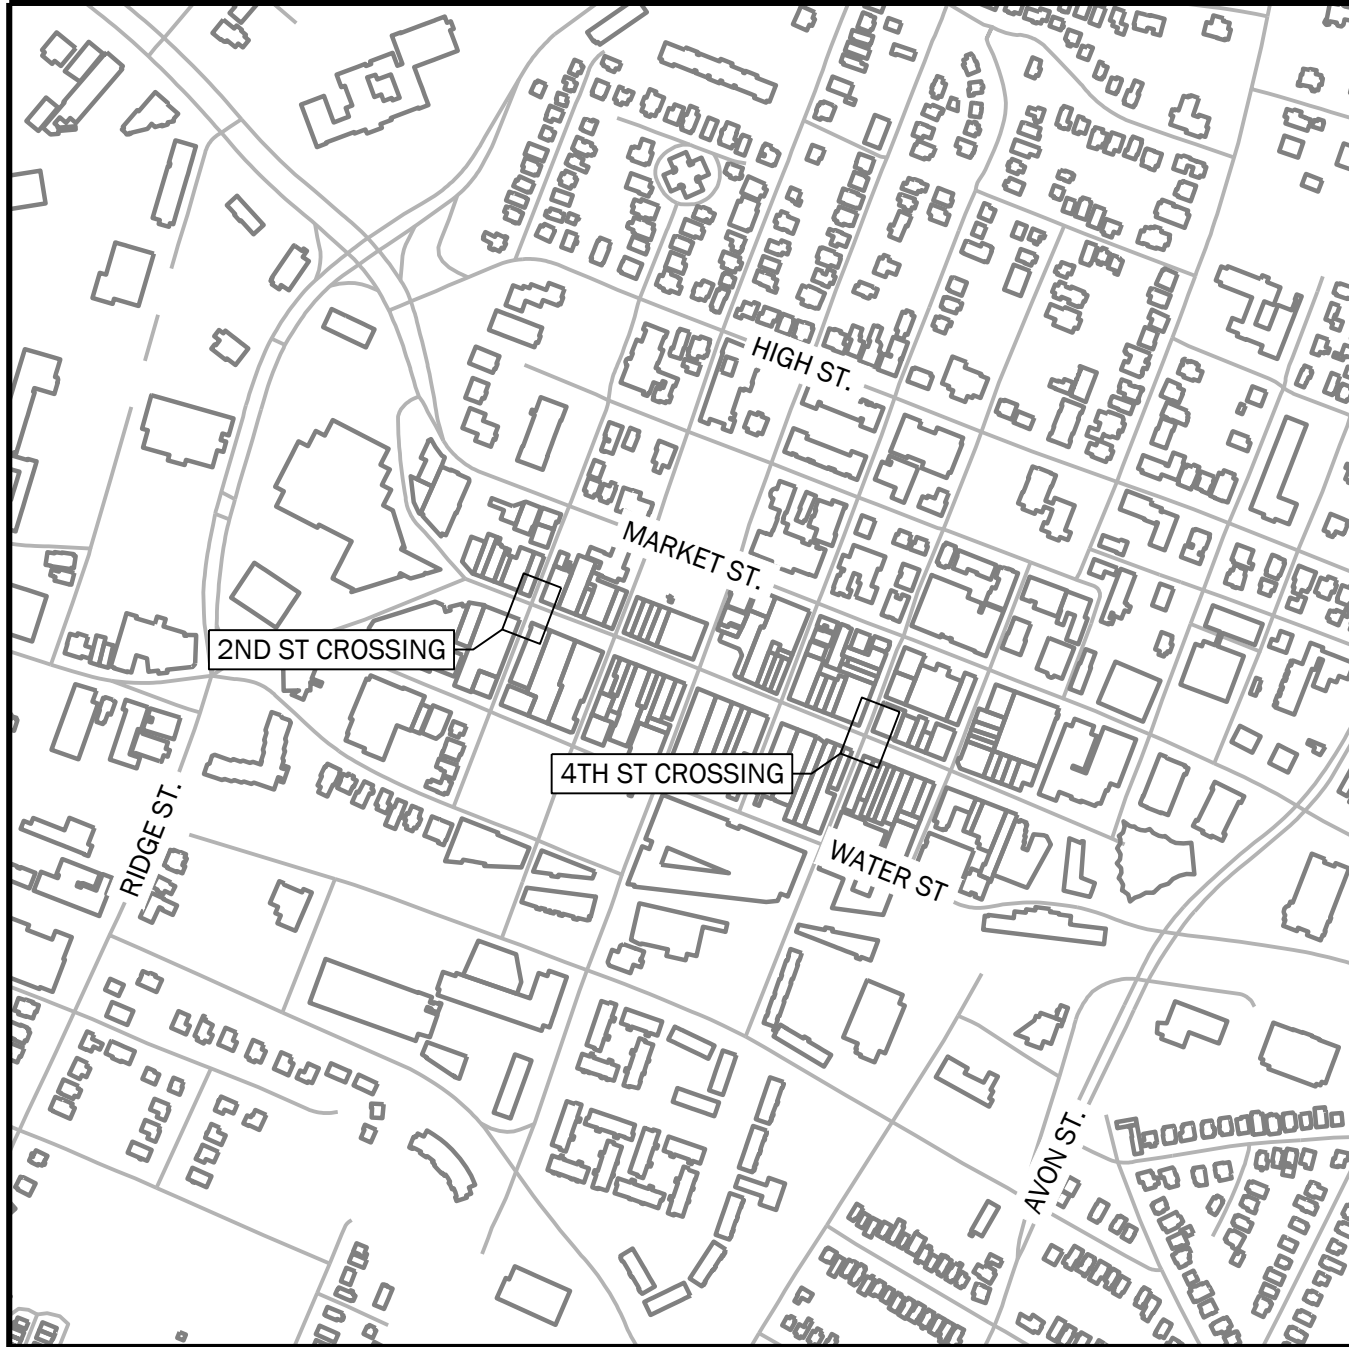 HIGH ST.
MARKET ST.
2ND ST CROSSING
4TH ST CROSSING
RIDGE ST.
WATER ST
AVON ST.